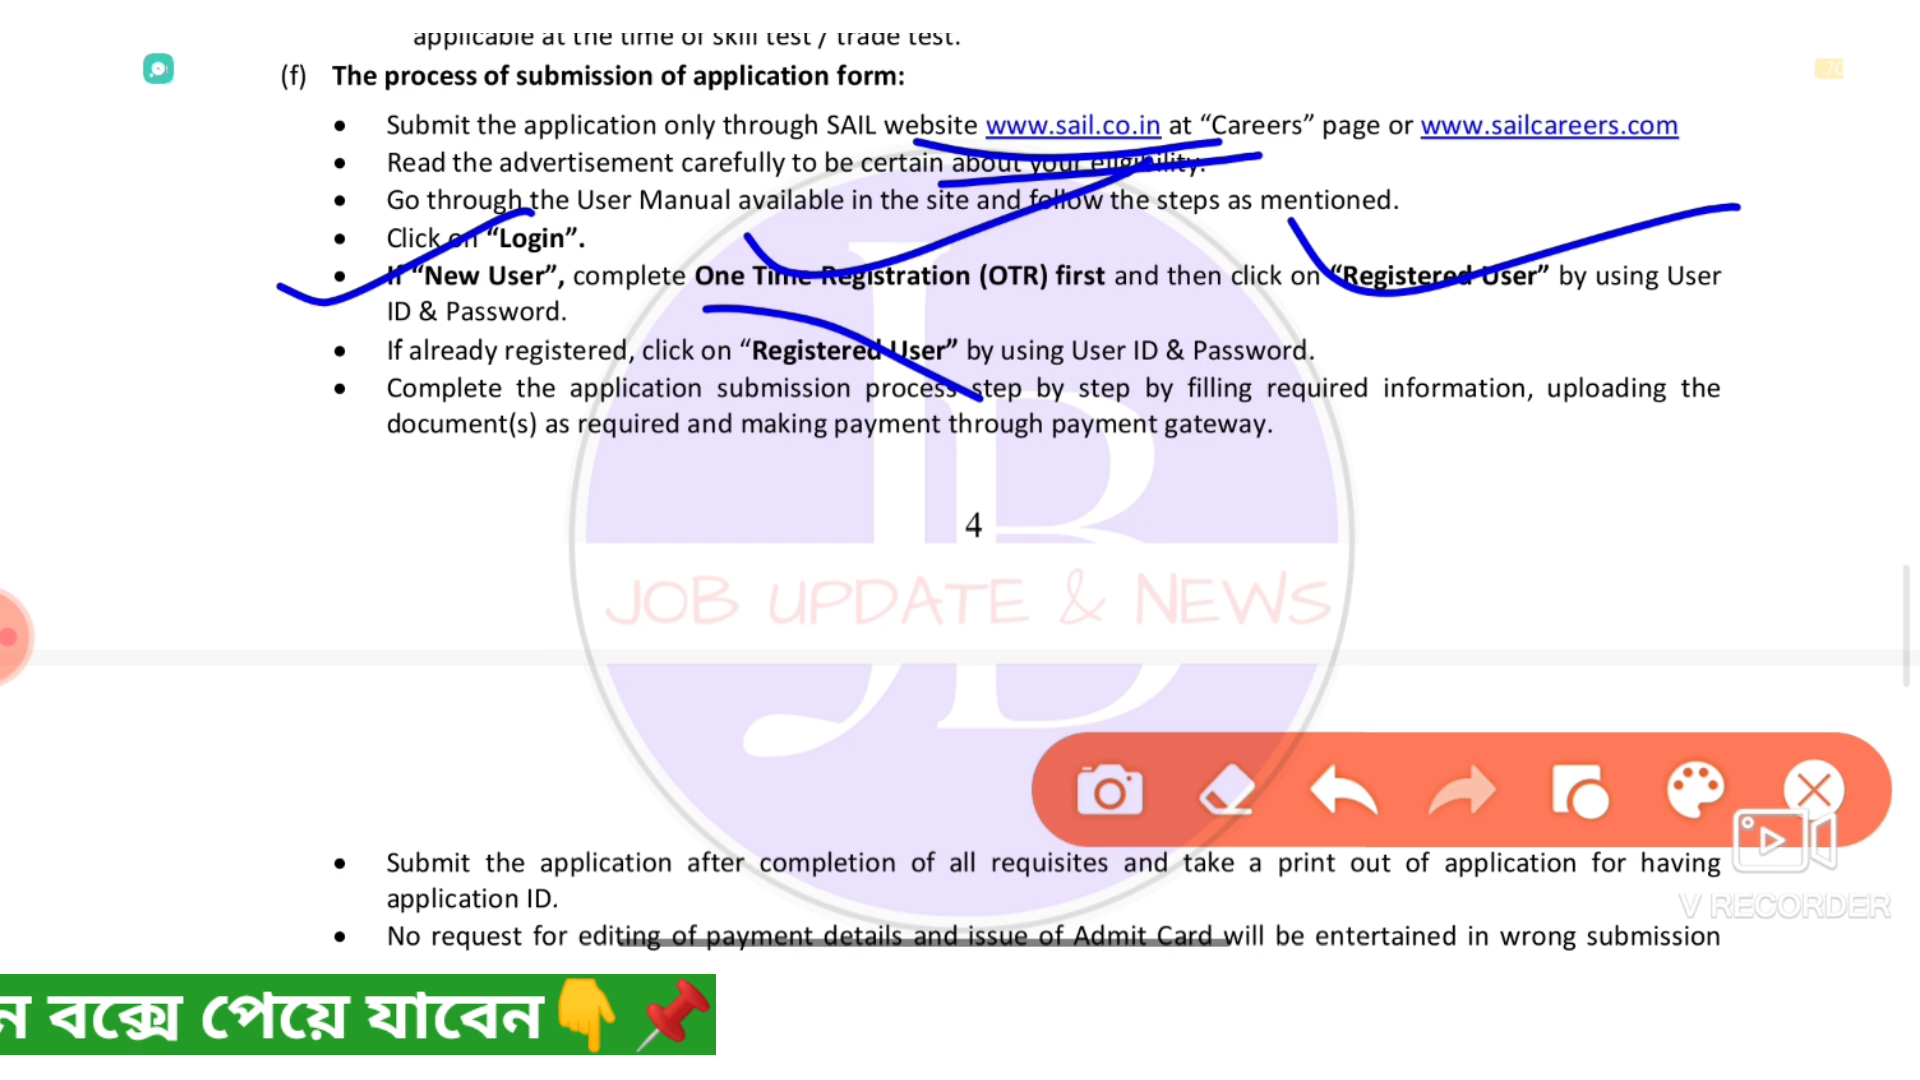 applicable at the time of skill test / trade test.
(f) The process of submission of application form:
• Submit the application only through SAIL website www.sail.co.in at “Careers” page or www.sailcareers.com
• Read the advertisement carefully to be certain about your eligibility.
• Go through the User Manual available in the site and follow the steps as mentioned.
• Click on “Login”.
• If “New User”, complete One Time Registration (OTR) first and then click on “Registered User” by using User
ID & Password.
• If already registered, click on “Registered User” by using User ID & Password.
• Complete the application submission process step by step by filling required information, uploading the
document(s) as required and making payment through payment gateway.
4
JB
JOB UPDATE & NEWS
• Submit the application after completion of all requisites and take a print out of application for having
application ID.
V RECORDER
• No request for editing of payment details and issue of Admit Card will be entertained in wrong submission
ন বক্সে পেয়ে যাবেন👇📌